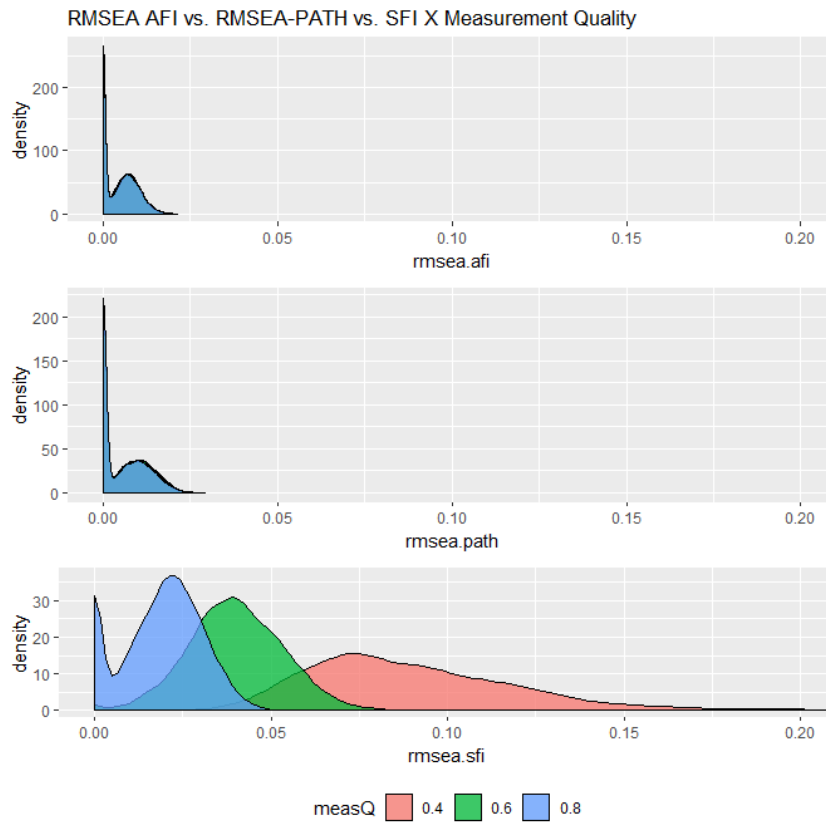 RMSEA AFI vs. RMSEA-PATH vs. SFI X Measurement Quality
density
200
100
0
0.00 0.05 0.10 0.15 0.20
rmsea.afi
density
200
150
100
50
0
0.00 0.05 0.10 0.15 0.20
rmsea.path
density
30
20
10
0
0.00 0.05 0.10 0.15 0.20
rmsea.sfi
measQ 0.4 0.6 0.8